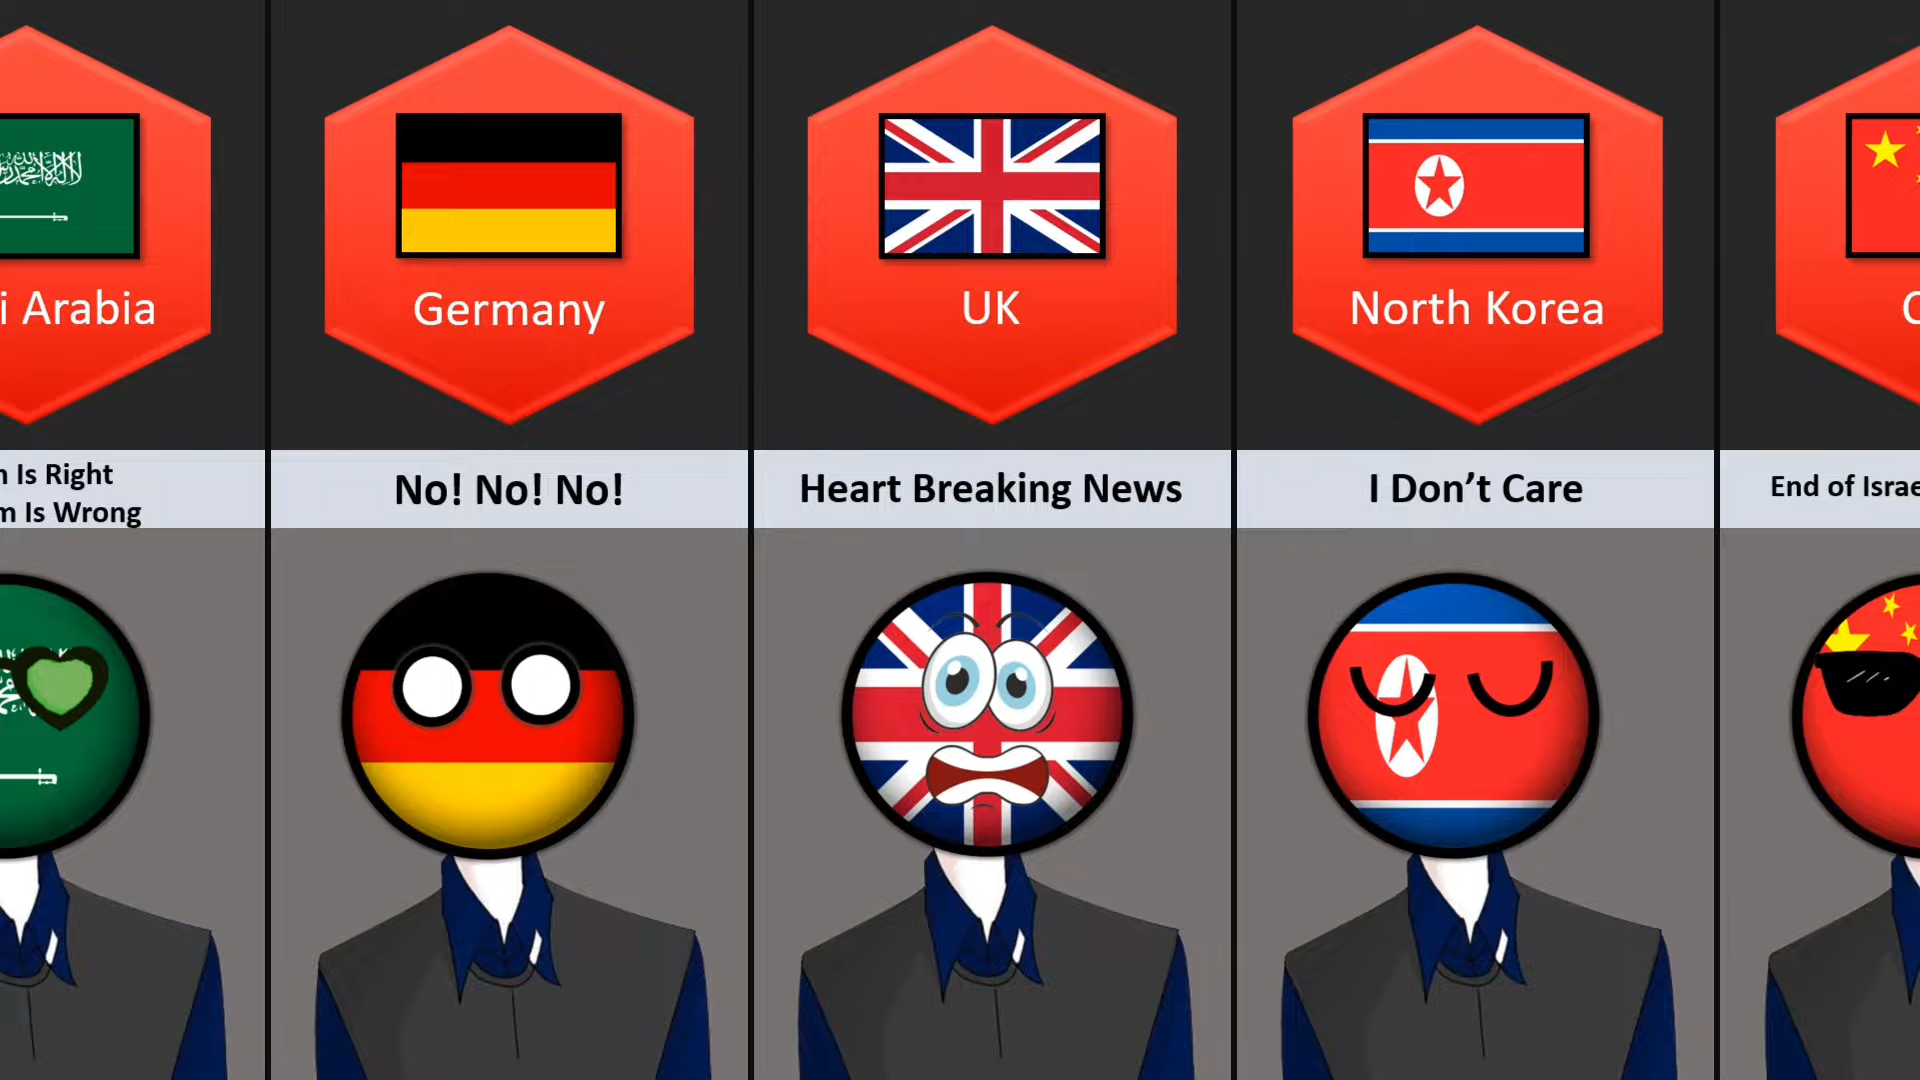 i Arabia
Germany
UK
North Korea
Is Right
Is Wrong
No! No! No!
Heart Breaking News
I Don’t Care
End of